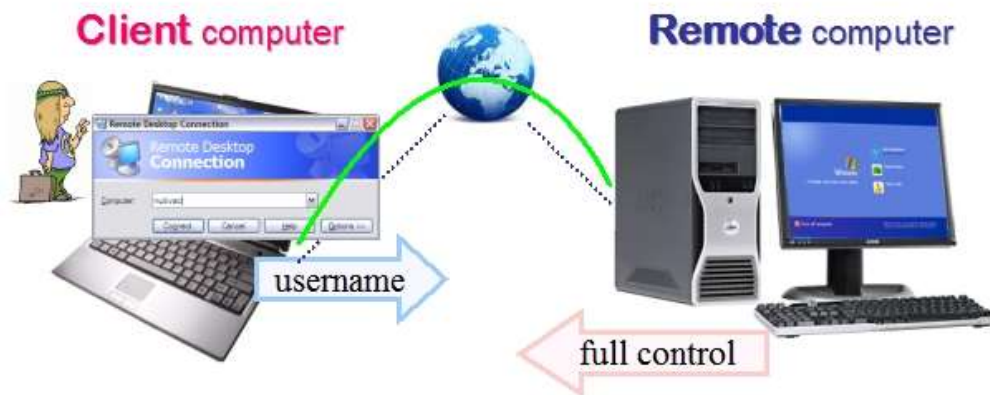 Client computer
Remote computer
Remote Desktop Connection
Remote Desktop
Connection
Computer:
Connect
Cancel
Help
Options >>
username
full control